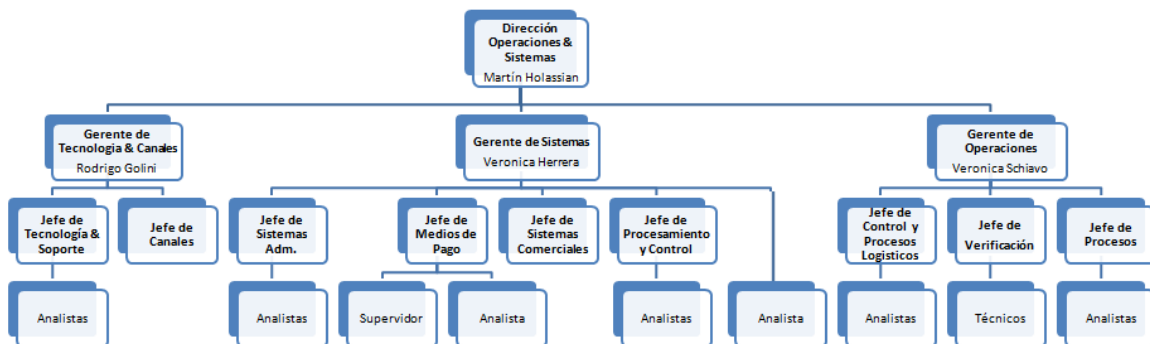 Dirección
Operaciones &
Sistemas
Martín Holassian
Gerente de
Tecnologia & Canales
Rodrigo Golini
Gerente de Sistemas
Veronica Herrera
Gerente de
Operaciones
Veronica Schiavo
Jefe de
Tecnología &
Soporte
Jefe de
Canales
Jefe de
Sistemas
Adm.
Jefe de
Medios de
Pago
Jefe de
Sistemas
Comerciales
Jefe de
Procesamiento
y Control
Jefe de
Control y
Procesos
Logisticos
Jefe de
Verificación
Jefe de
Procesos
Analistas
Analistas
Supervidor
Analista
Analistas
Analista
Analistas
Técnicos
Analistas